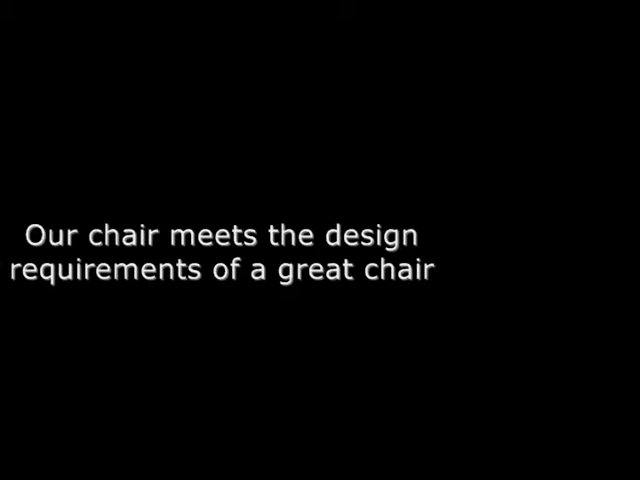 Our chair meets the design
requirements of a great chair